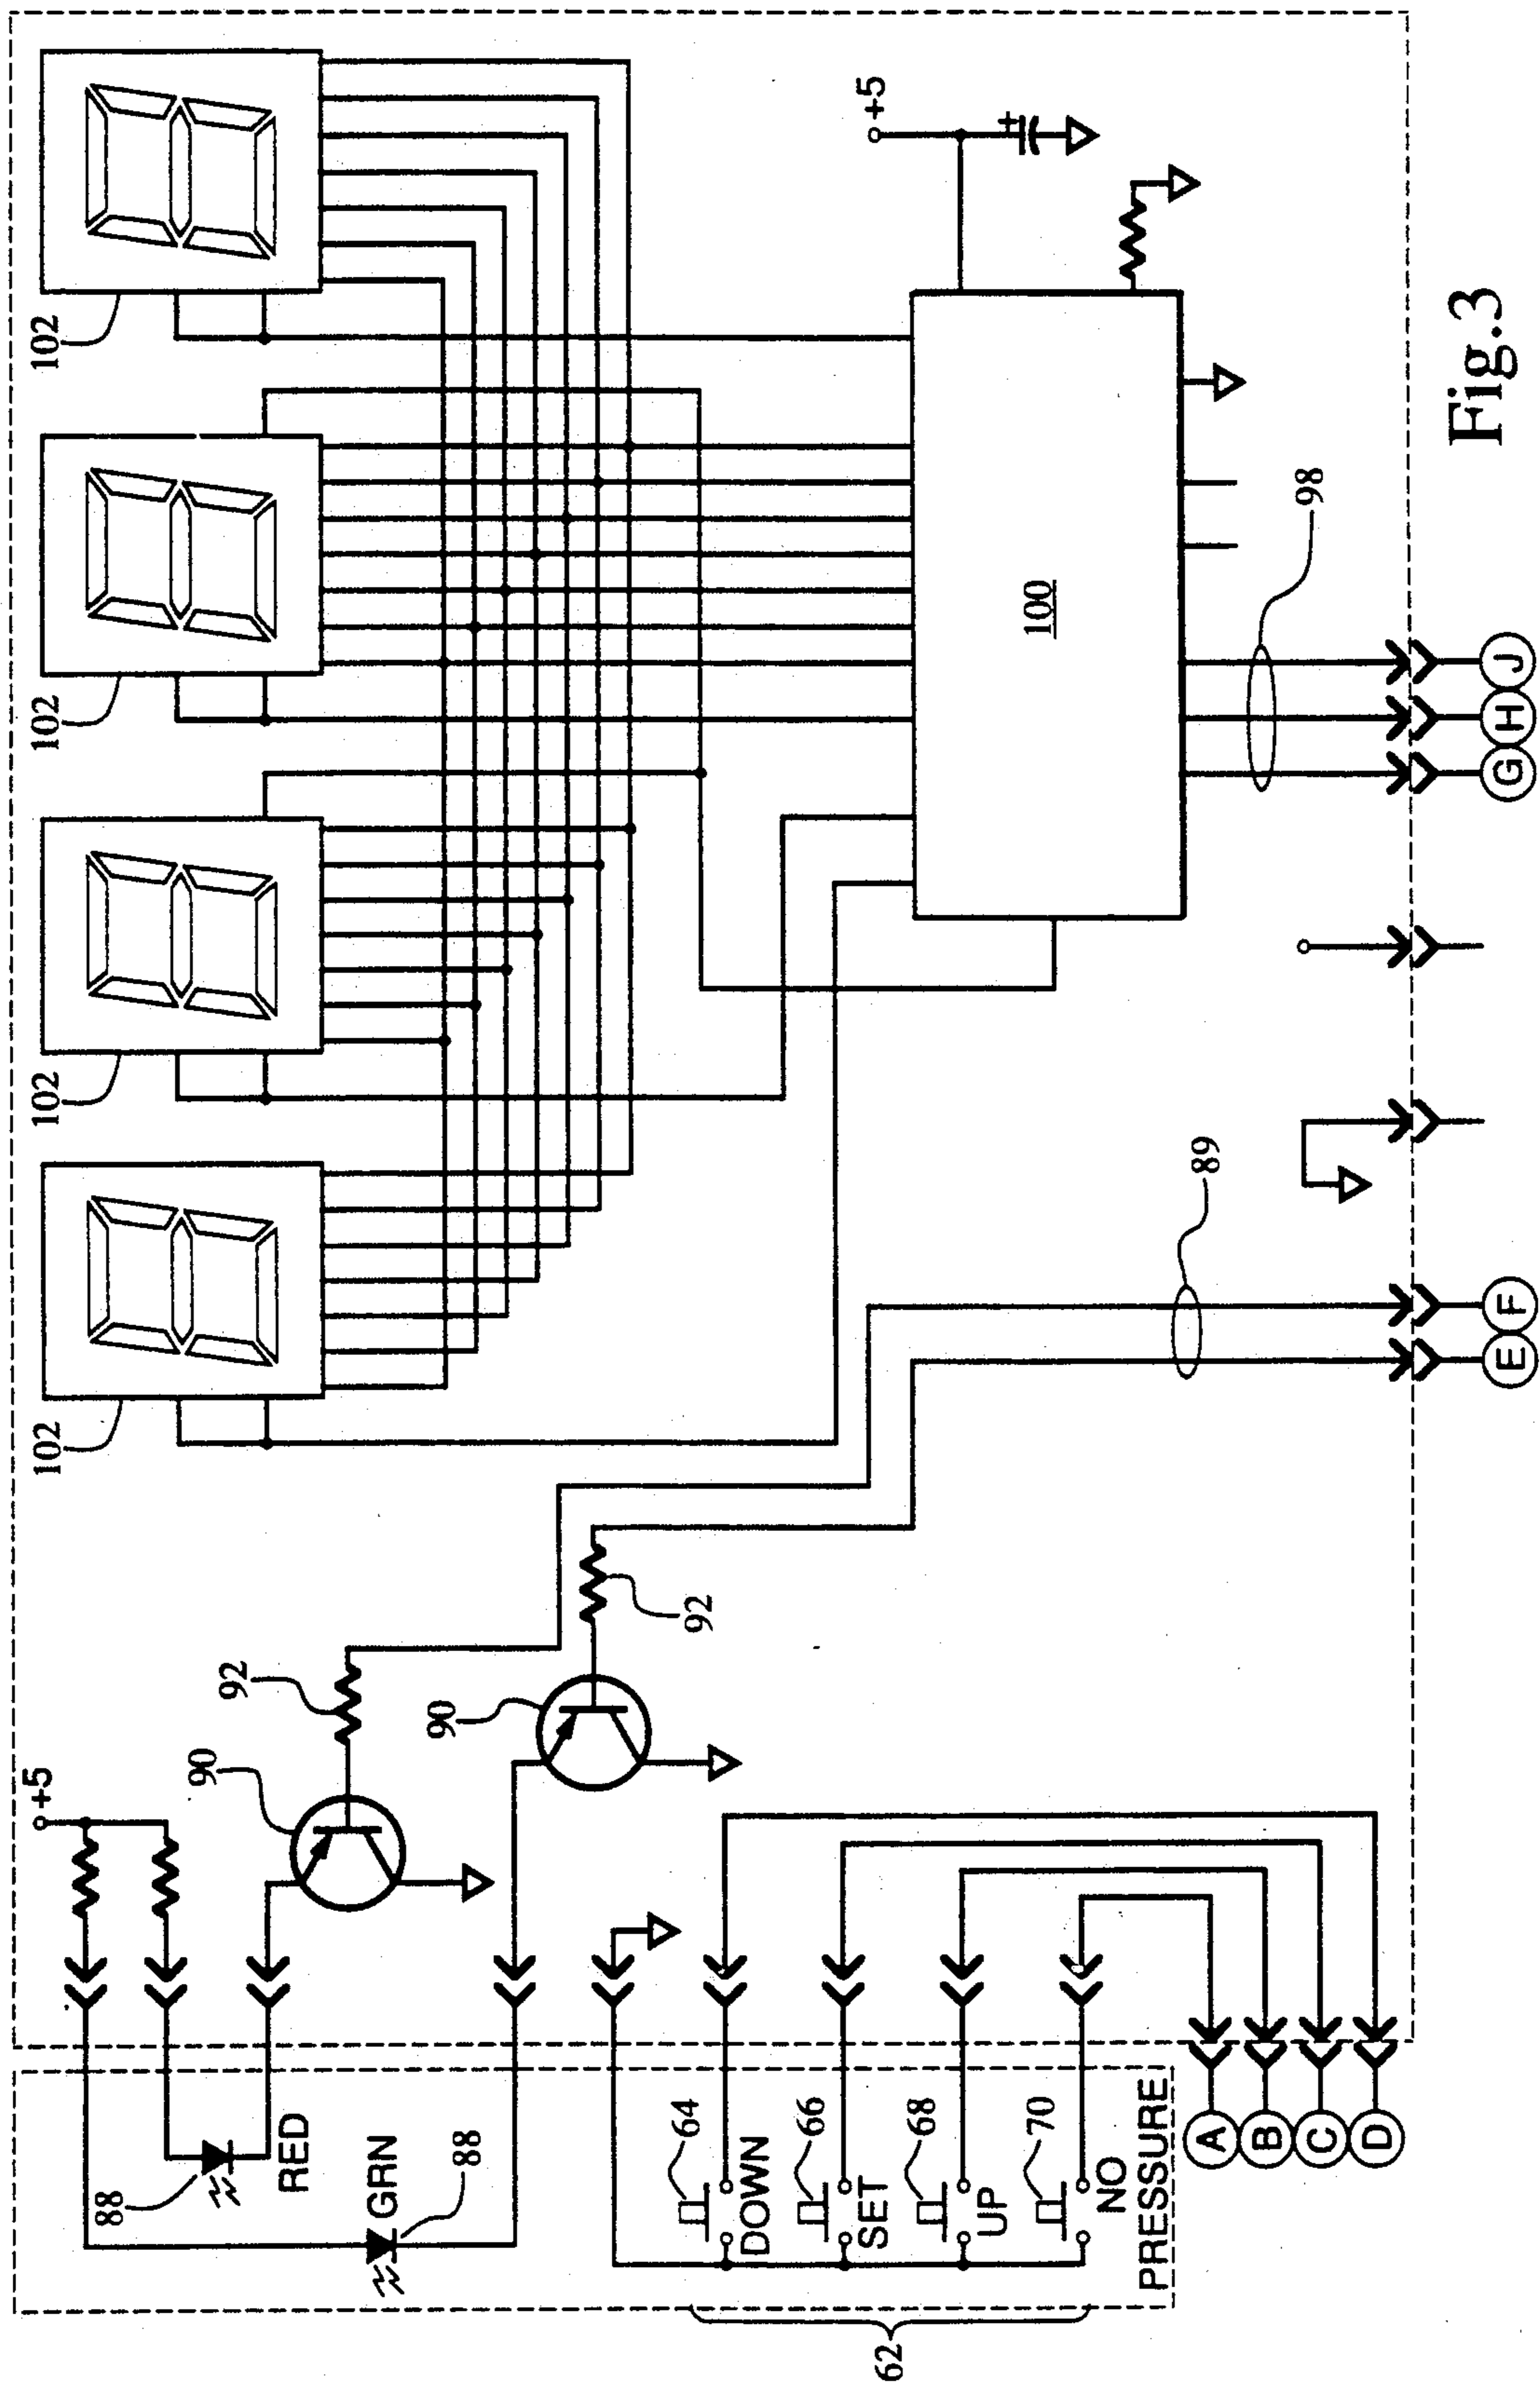 102
102
102
102
+5
100
98
G
H
J
89
E
F
92
92
90
90
+5
88
RED
GRN
88
64
DOWN
66
SET
68
UP
70
NO
PRESSURE
62
A
B
C
D
Fig.3